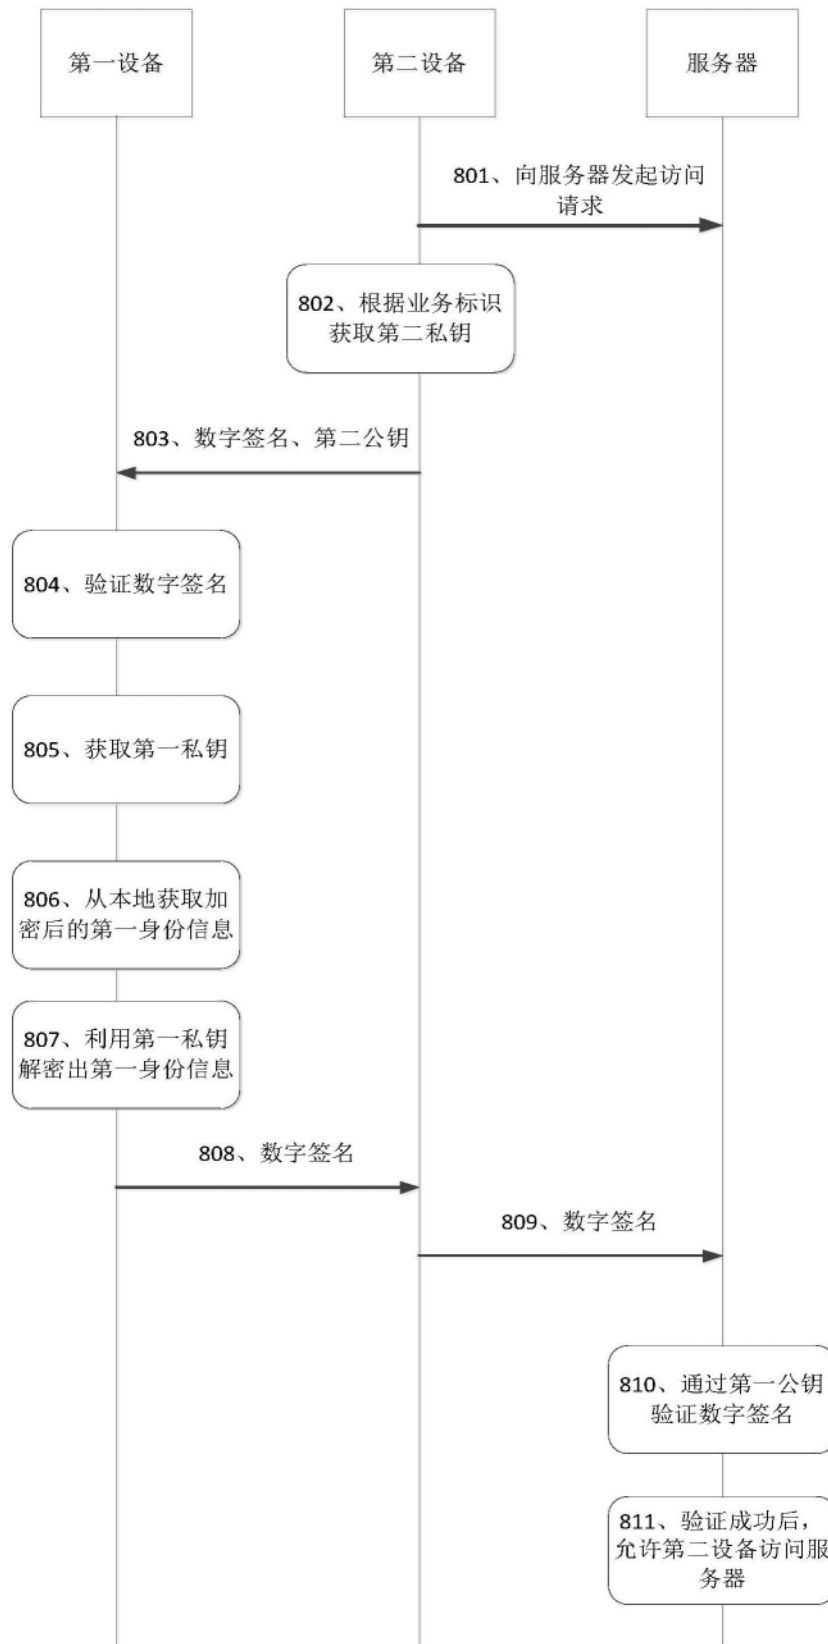 第一设备
第二设备
服务器
801、向服务器发起访问
请求
802、根据业务标识
获取第二私钥
803、数字签名、第二公钥
804、验证数字签名
805、获取第一私钥
806、从本地获取加
密后的第一身份信息
807、利用第一私钥
解密出第一身份信息
808、数字签名
809、数字签名
810、通过第一公钥
验证数字签名
811、验证成功后，
允许第二设备访问服
务器